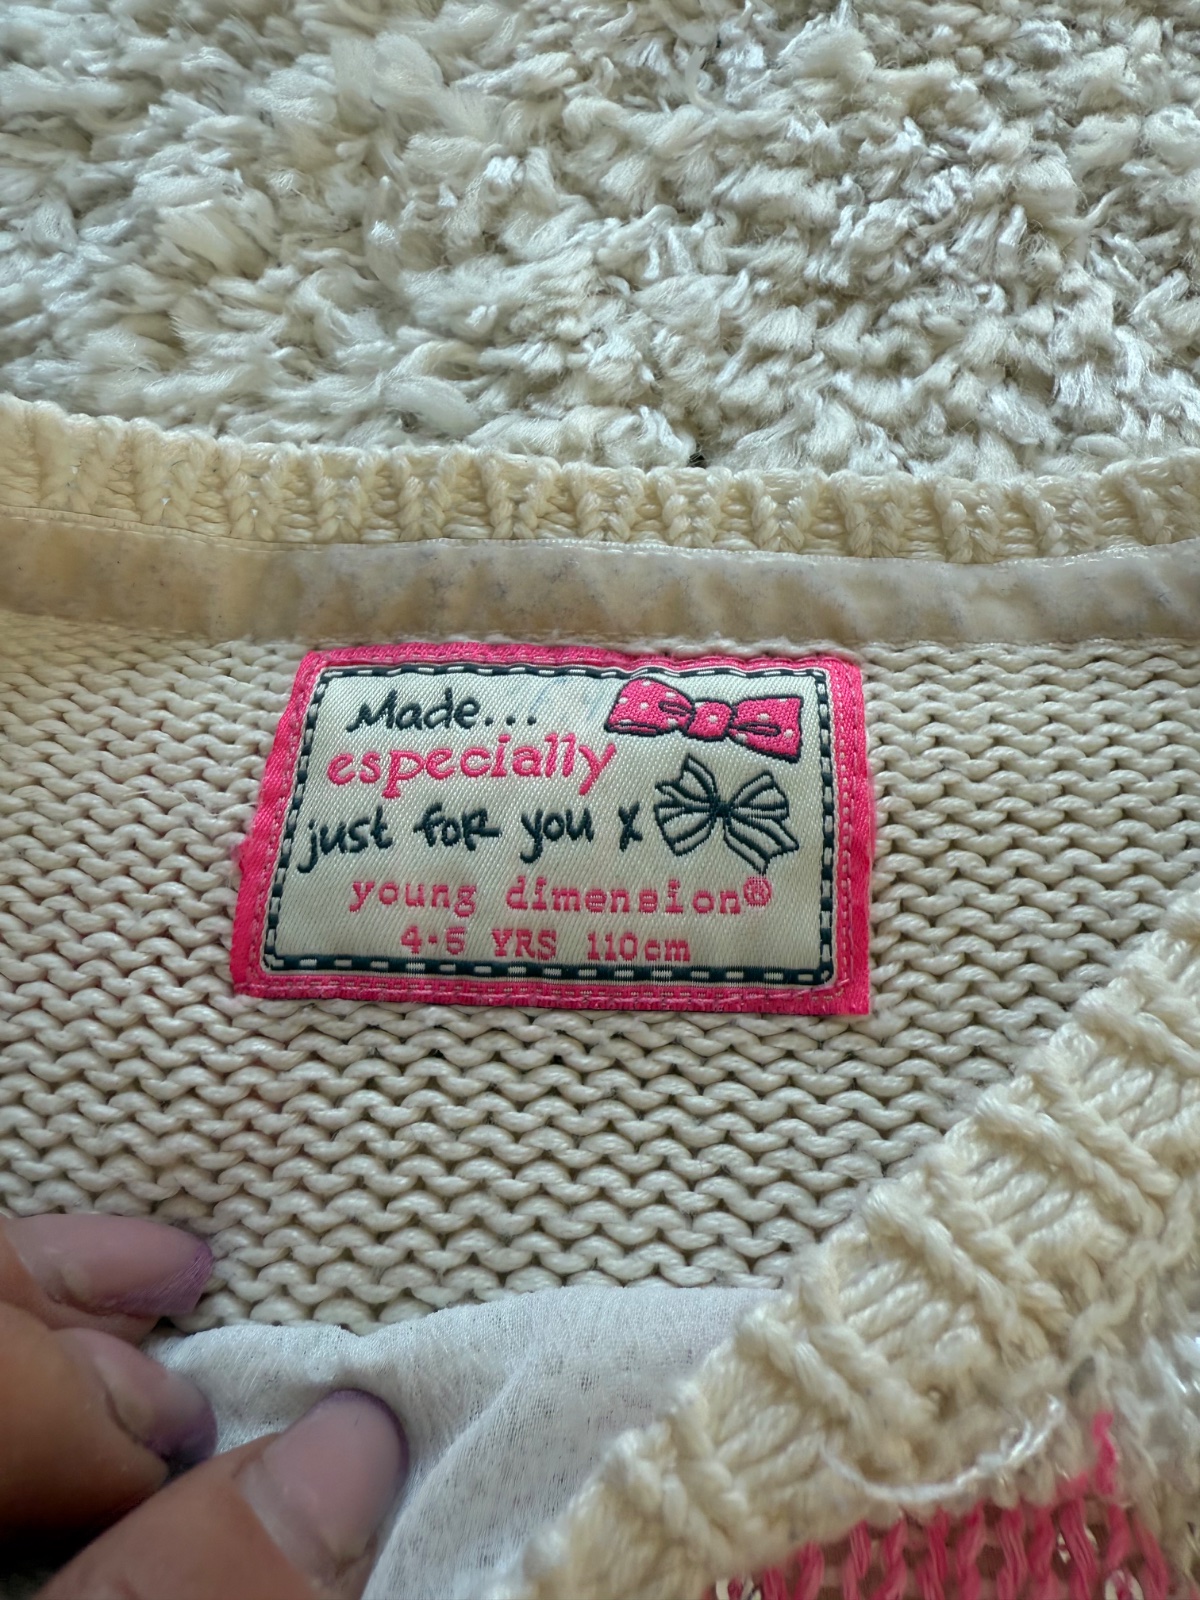 Made...
especially
just for you x
young dimension®
4-5 YRS 110cm